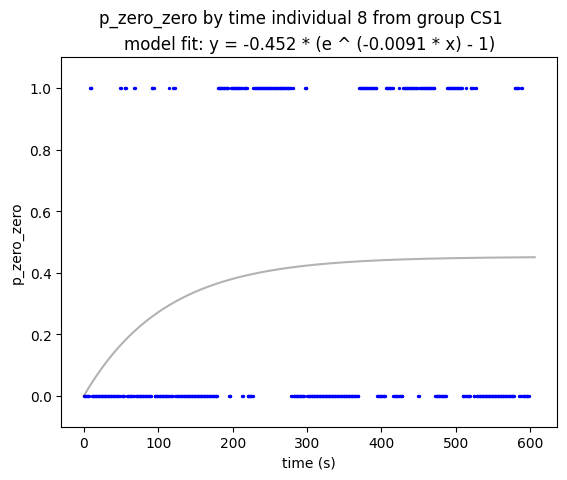 p_zero_zero by time individual 8 from group CS1
model fit: y = -0.452 * (e ^ (-0.0091 * x) - 1)
1.0
0.8
0.6
0.4
0.2
0.0
p_zero_zero
0 100 200 300 400 500 600
time (s)